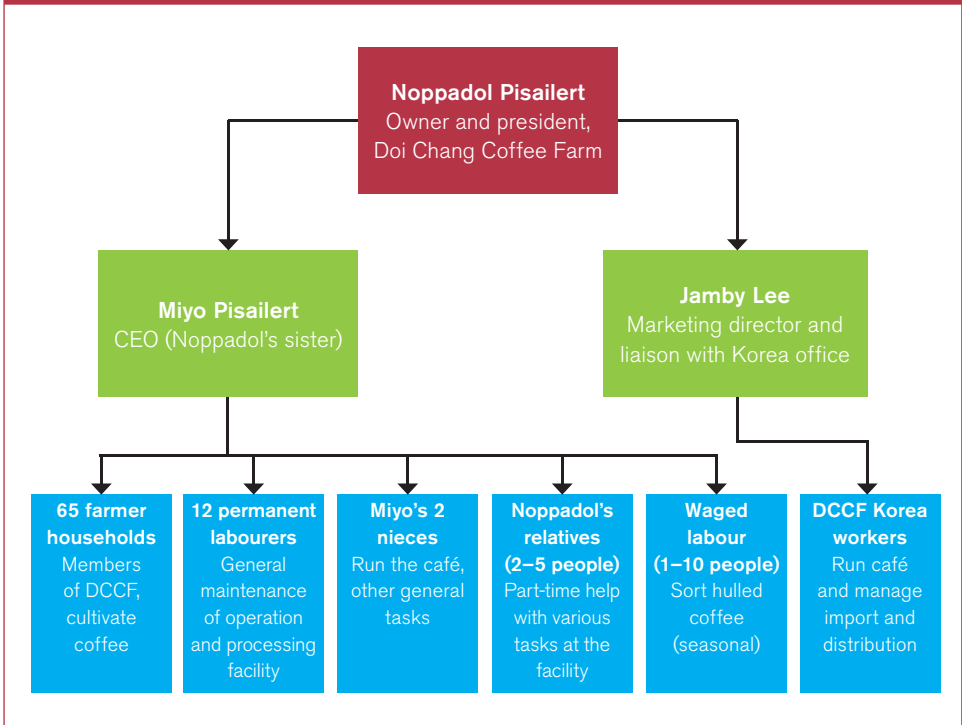 Noppadol Pisailert
Owner and president,
Doi Chang Coffee Farm
Miyo Pisailert
CEO (Noppadol’s sister)
Jamby Lee
Marketing director and
liaison with Korea office
65 farmer
households
Members
of DCCF,
cultivate
coffee
12 permanent
labourers
General
maintenance
of operation
and processing
facility
Miyo’s 2
nieces
Run the café,
other general
tasks
Noppadol’s
relatives
(2–5 people)
Part-time help
with various
tasks at the
facility
Waged
labour
(1–10 people)
Sort hulled
coffee
(seasonal)
DCCF Korea
workers
Run café
and manage
import and
distribution